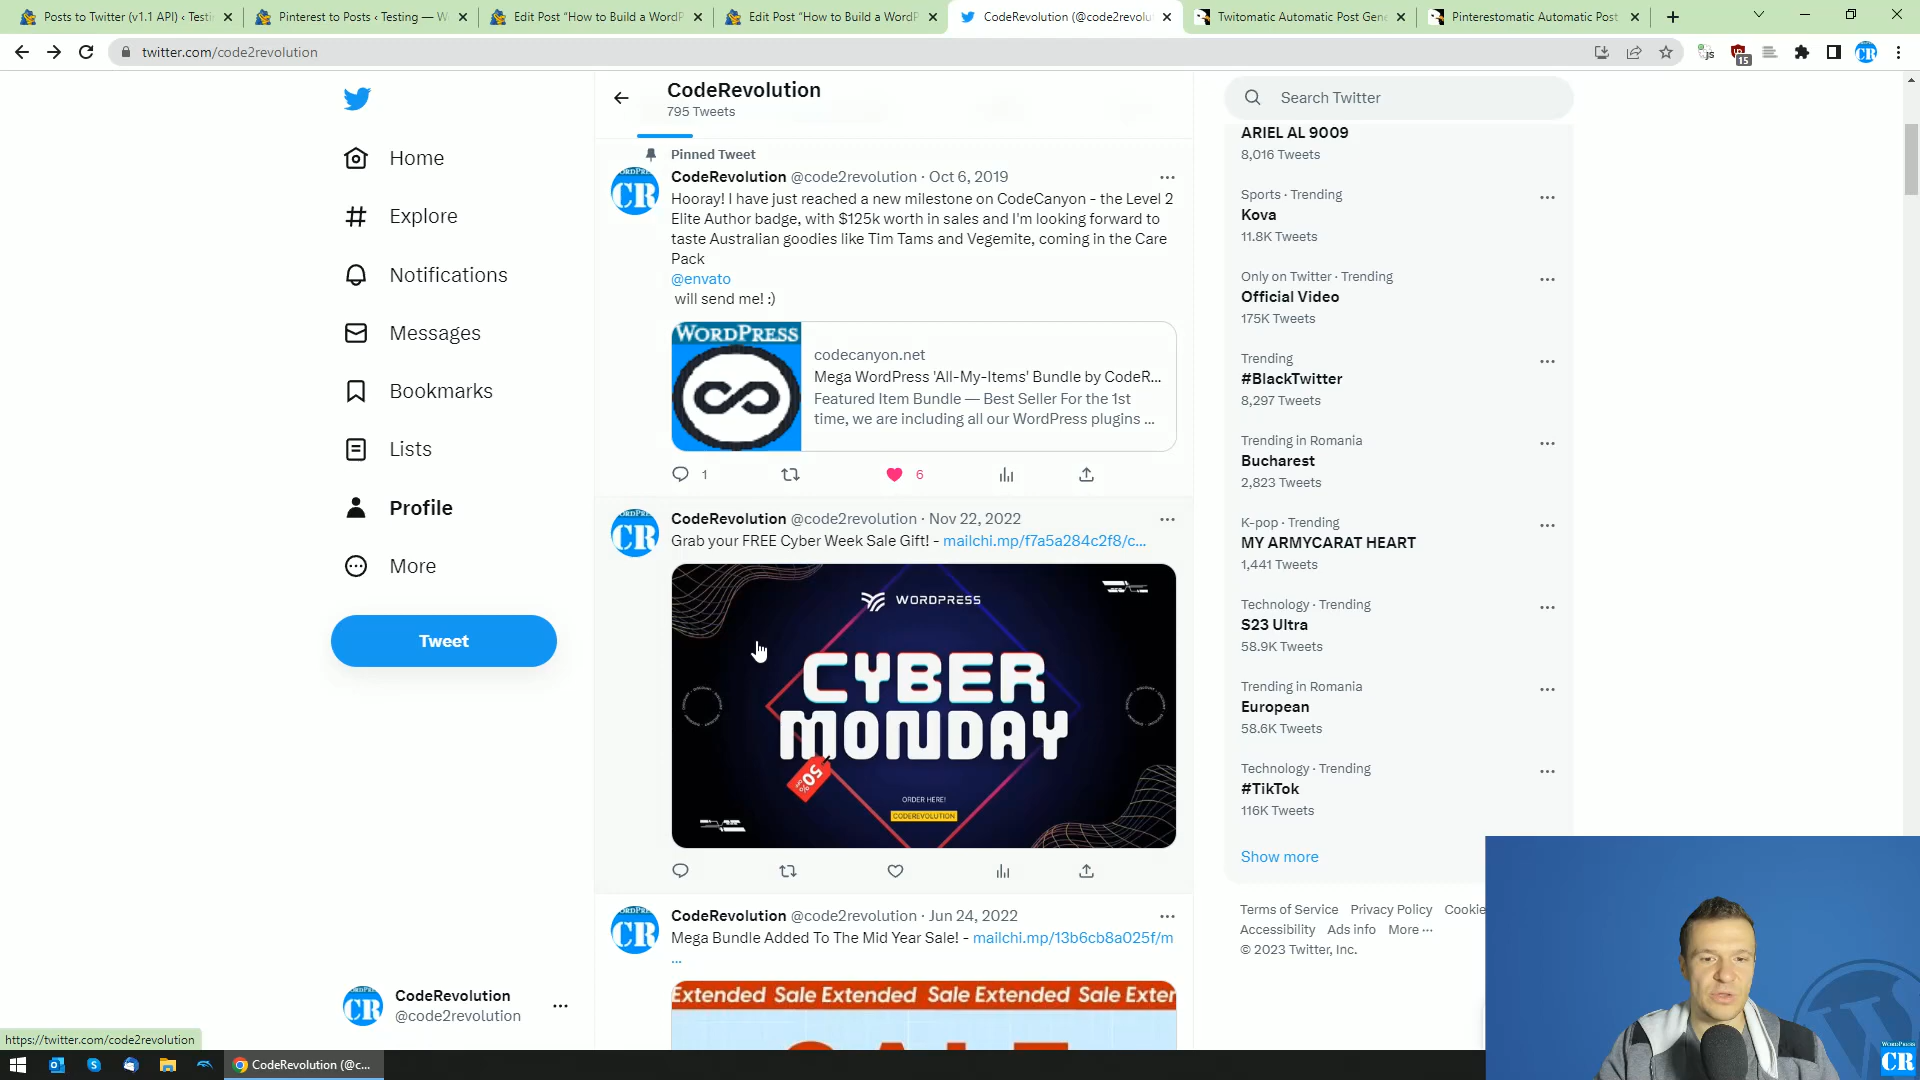 Posts to Twitter (v1.1 API) ‹ Testi
Pinterest to Posts ‹ Testing — W
Edit Post "How to Build a WordP
Edit Post "How to Build a WordP
CodeRevolution (@code2revolu
Twitomatic Automatic Post Gene
Pinterestomatic Automatic Post
twitter.com/code2revolution
15
Home
Explore
Notifications
Messages
Bookmarks
Lists
Profile
More
Tweet
CodeRevolution
@code2revolution
CodeRevolution
795 Tweets
Pinned Tweet
CodeRevolution @code2revolution · Oct 6, 2019
Hooray! I have just reached a new milestone on CodeCanyon - the Level 2
Elite Author badge, with $125k worth in sales and I'm looking forward to
taste Australian goodies like Tim Tams and Vegemite, coming in the Care
Pack
@envato
will send me! :)
WORDPRESS
codecanyon.net
Mega WordPress 'All-My-Items' Bundle by CodeR...
Featured Item Bundle — Best Seller For the 1st
time, we are including all our WordPress plugins ...
1
6
CodeRevolution @code2revolution · Nov 22, 2022
Grab your FREE Cyber Week Sale Gift! - mailchi.mp/f7a5a284c2f8/c...
WORDPRESS
CYBER
MONDAY
50%
ORDER HERE!
CODEREVOLUTION
CodeRevolution @code2revolution · Jun 24, 2022
Mega Bundle Added To The Mid Year Sale! - mailchi.mp/13b6cb8a025f/m
...
Extended Sale Extended Sale Extended Sale Exter
SALE
Search Twitter
ARIEL AL 9009
8,016 Tweets
Sports · Trending
Kova
11.8K Tweets
Only on Twitter · Trending
Official Video
175K Tweets
Trending
#BlackTwitter
8,297 Tweets
Trending in Romania
Bucharest
2,823 Tweets
K-pop · Trending
MY ARMYCARAT HEART
1,441 Tweets
Technology · Trending
S23 Ultra
58.9K Tweets
Trending in Romania
European
58.6K Tweets
Technology · Trending
#TikTok
116K Tweets
Show more
Terms of Service Privacy Policy Cookie
Accessibility Ads info More ...
© 2023 Twitter, Inc.
https://twitter.com/code2revolution
CodeRevolution (@c...
WORDPRESS
CR